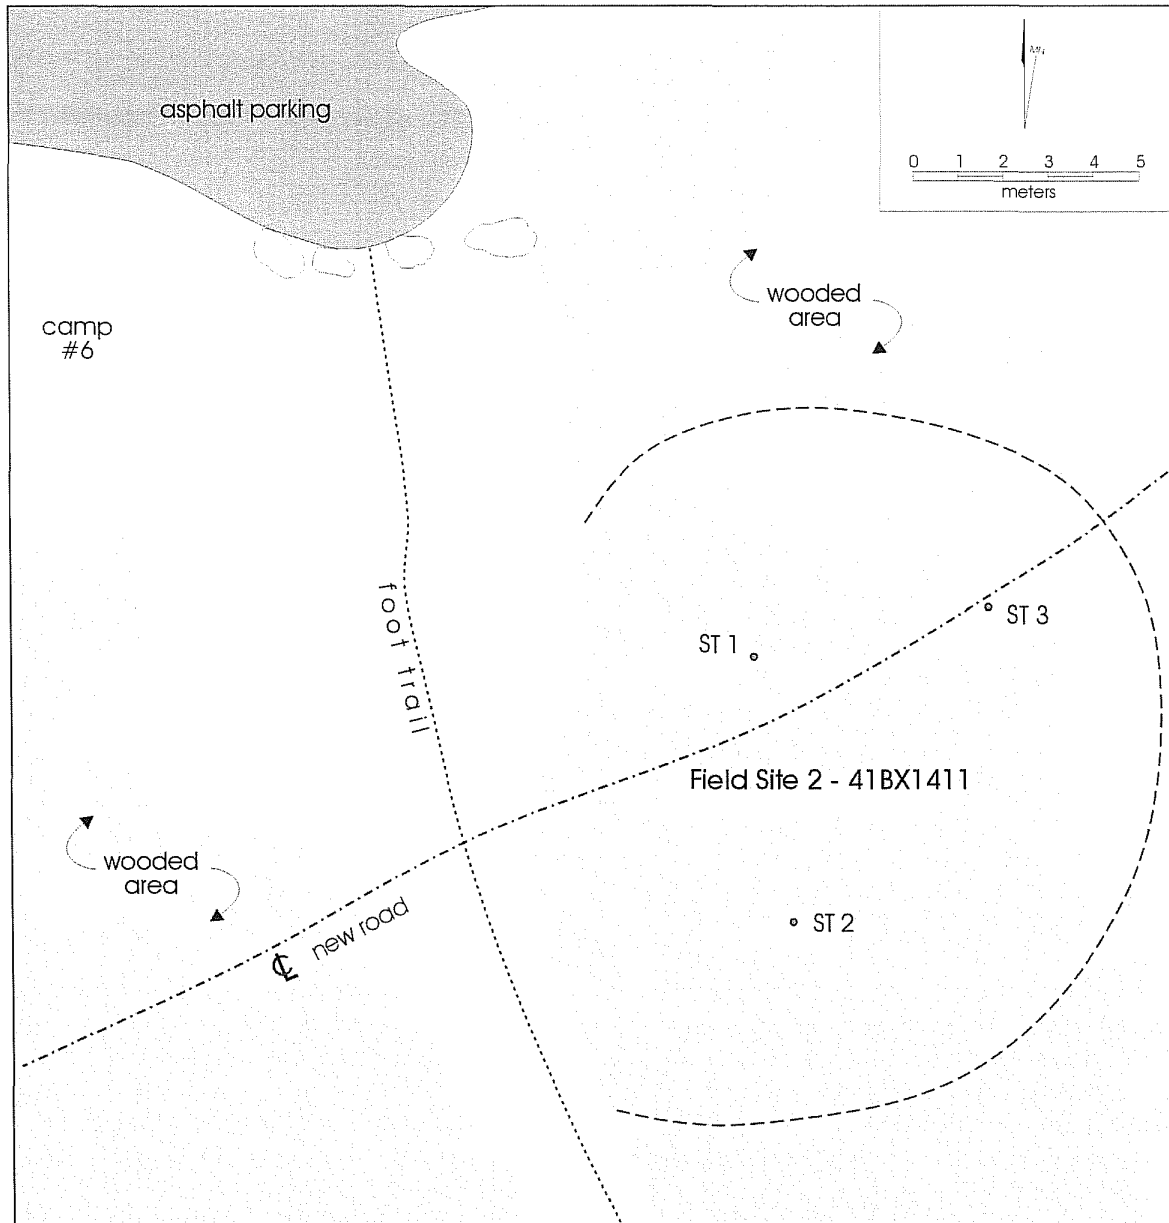 asphalt parking
MN
0 1 2 3 4 5
meters
wooded
area
camp
#6
foot trail
ST 1
ST 3
Field Site 2 - 41BX1411
wooded
area
ST 2
℄ new road